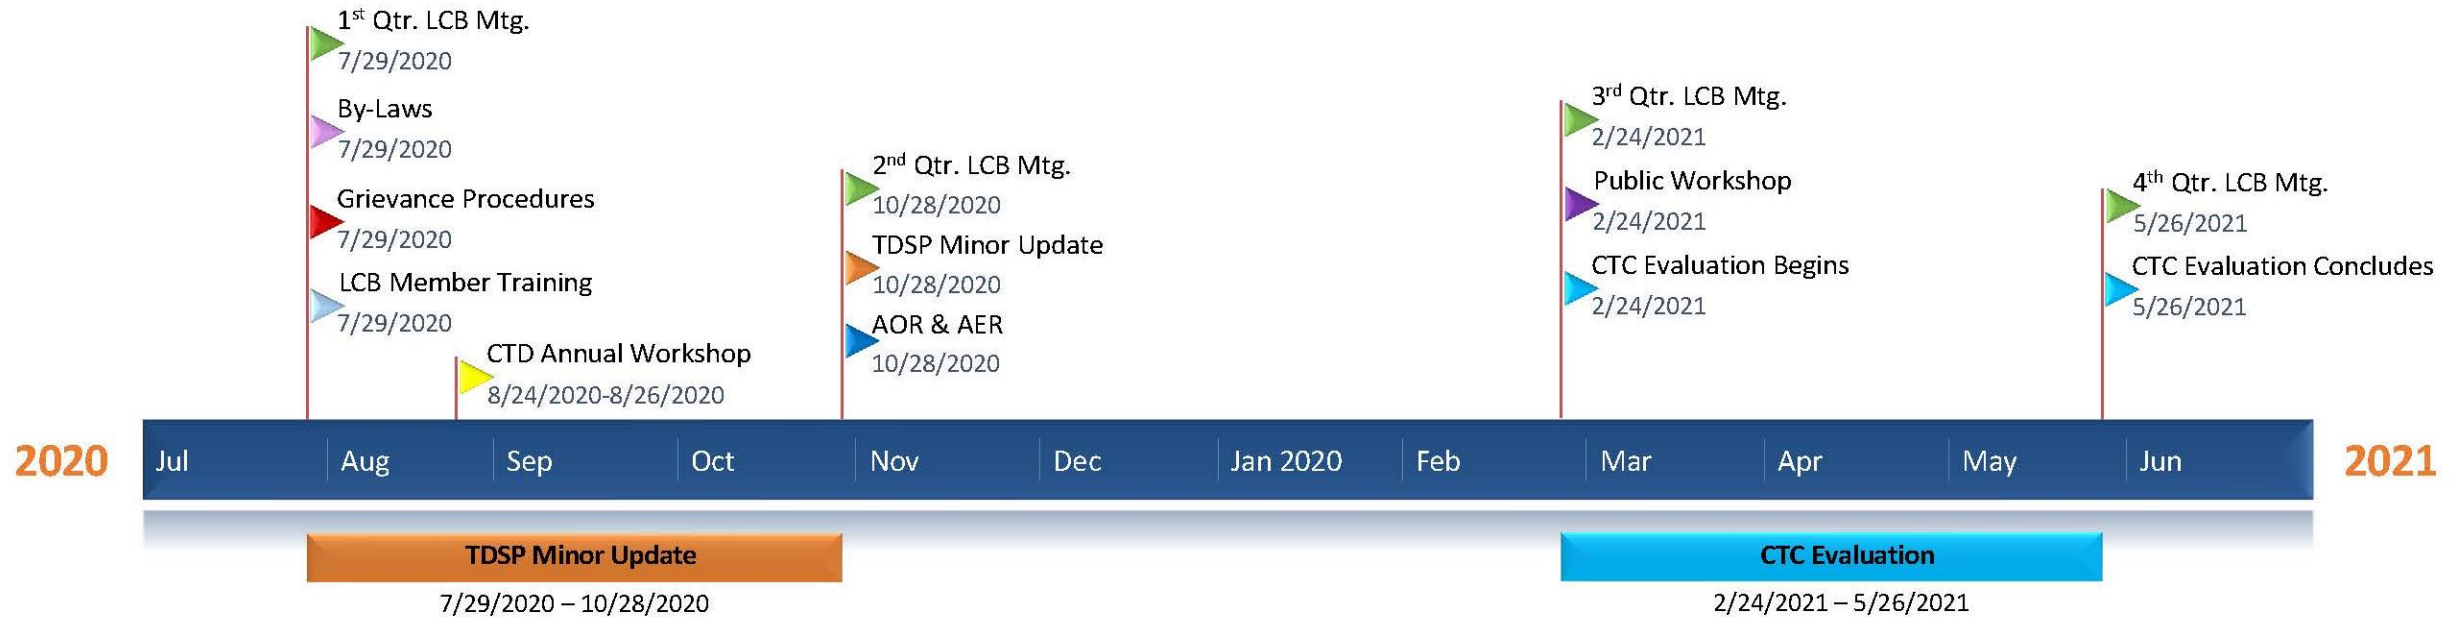 1st Qtr. LCB Mtg.
7/29/2020
By-Laws
7/29/2020
Grievance Procedures
7/29/2020
LCB Member Training
7/29/2020
CTD Annual Workshop
8/24/2020-8/26/2020
2nd Qtr. LCB Mtg.
10/28/2020
TDSP Minor Update
10/28/2020
AOR & AER
10/28/2020
3rd Qtr. LCB Mtg.
2/24/2021
Public Workshop
2/24/2021
CTC Evaluation Begins
2/24/2021
4th Qtr. LCB Mtg.
5/26/2021
CTC Evaluation Concludes
5/26/2021
2020 Jul Aug Sep Oct Nov Dec Jan 2020 Feb Mar Apr May Jun 2021
TDSP Minor Update
7/29/2020 – 10/28/2020
CTC Evaluation
2/24/2021 – 5/26/2021